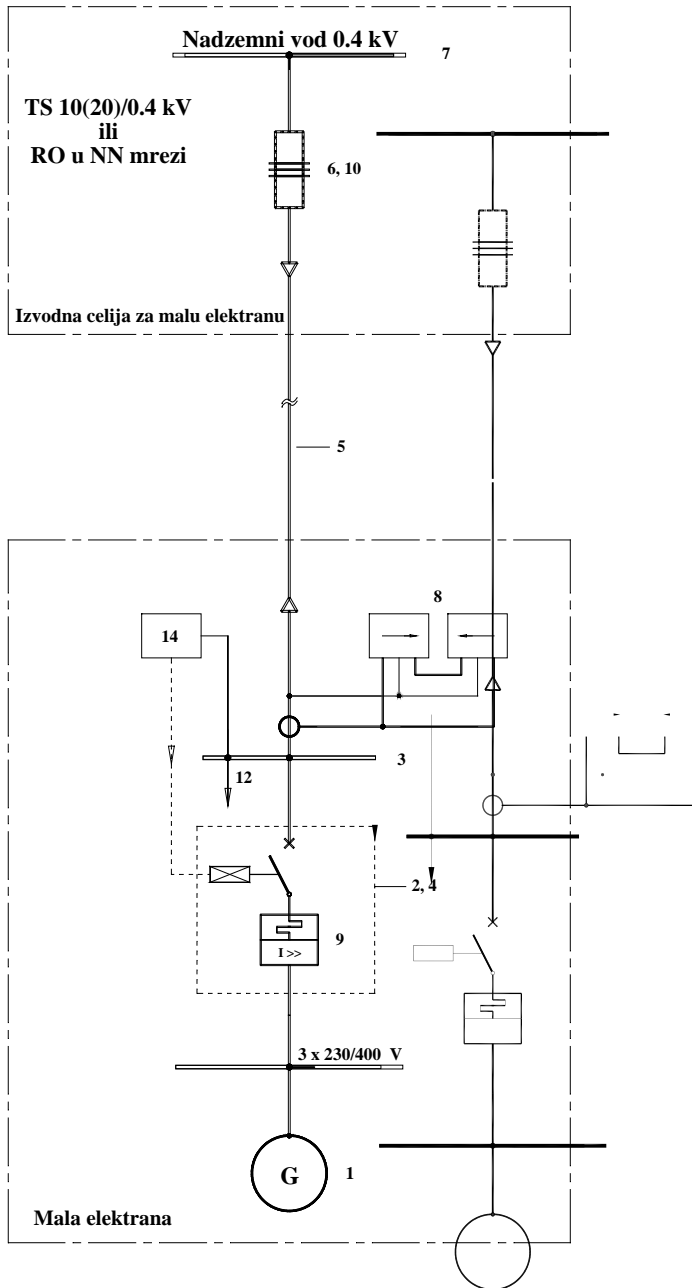 Nadzemni vod 0.4 kV
7
TS 10(20)/0.4 kV
ili
RO u NN mrezi
6, 10
Izvodna celija za malu elektranu
5
8
14
3
12
2, 4
9
I >>
3 x 230/400 V
G
1
Mala elektrana